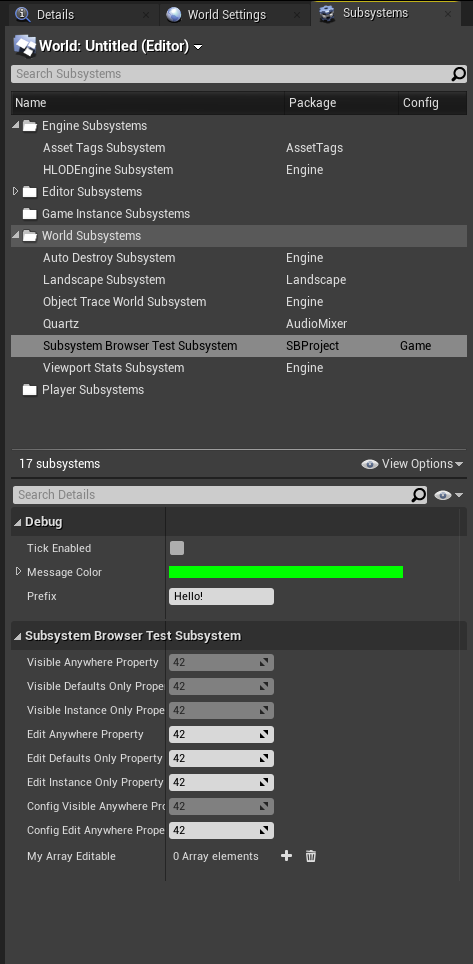 Details World Settings Subsystems
World: Untitled (Editor)
Search Subsystems
Name Package Config
Engine Subsystems
Asset Tags Subsystem AssetTags
HLODEngine Subsystem Engine
Editor Subsystems
Game Instance Subsystems
World Subsystems
Auto Destroy Subsystem Engine
Landscape Subsystem Landscape
Object Trace World Subsystem Engine
Quartz AudioMixer
Subsystem Browser Test Subsystem SBProject Game
Viewport Stats Subsystem Engine
Player Subsystems
17 subsystems View Options
Search Details
Debug
Tick Enabled
Message Color
Prefix Hello!
Subsystem Browser Test Subsystem
Visible Anywhere Property 42
Visible Defaults Only Prope 42
Visible Instance Only Prope 42
Edit Anywhere Property 42
Edit Defaults Only Property 42
Edit Instance Only Property 42
Config Visible Anywhere Pro 42
Config Edit Anywhere Prope 42
My Array Editable 0 Array elements